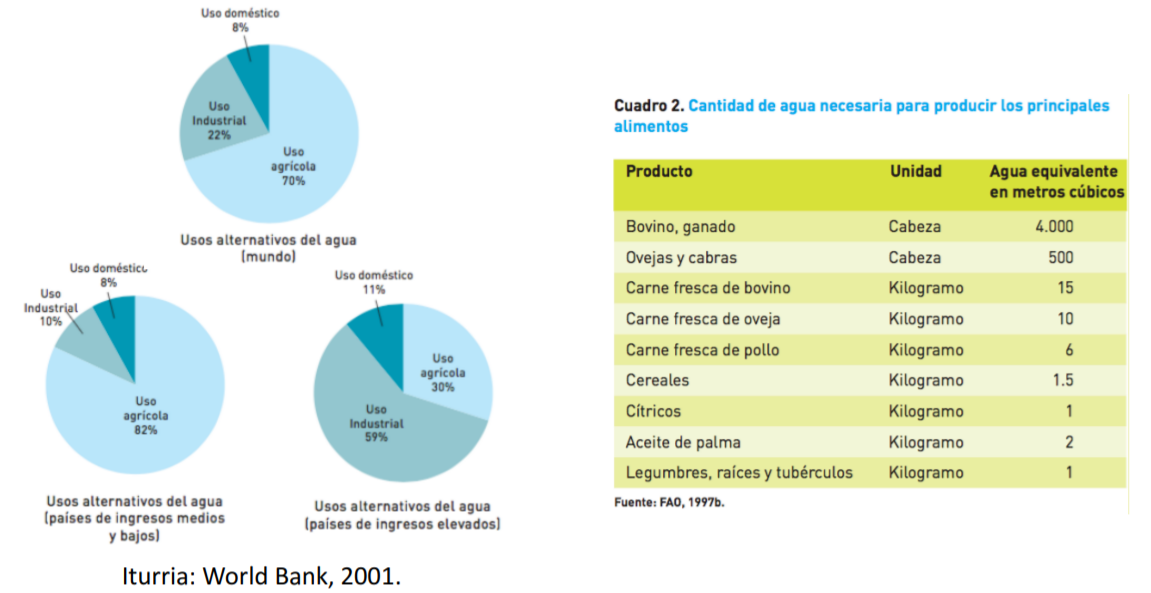 Uso doméstico
8%
Uso
Industrial
22%
Uso
agrícola
70%
Usos alternativos del agua
(mundo)
Uso doméstico
8%
Uso
Industrial
10%
Uso
agrícola
82%
Usos alternativos del agua
(países de ingresos medios
y bajos)
Uso doméstico
11%
Uso
agrícola
30%
Uso
Industrial
59%
Usos alternativos del agua
(países de ingresos elevados)
Iturria: World Bank, 2001.
Cuadro 2. Cantidad de agua necesaria para producir los principales
alimentos
Producto Unidad Agua equivalente
en metros cúbicos
Bovino, ganado Cabeza 4.000
Ovejas y cabras Cabeza 500
Carne fresca de bovino Kilogramo 15
Carne fresca de oveja Kilogramo 10
Carne fresca de pollo Kilogramo 6
Cereales Kilogramo 1.5
Cítricos Kilogramo 1
Aceite de palma Kilogramo 2
Legumbres, raíces y tubérculos Kilogramo 1
Fuente: FAO, 1997b.